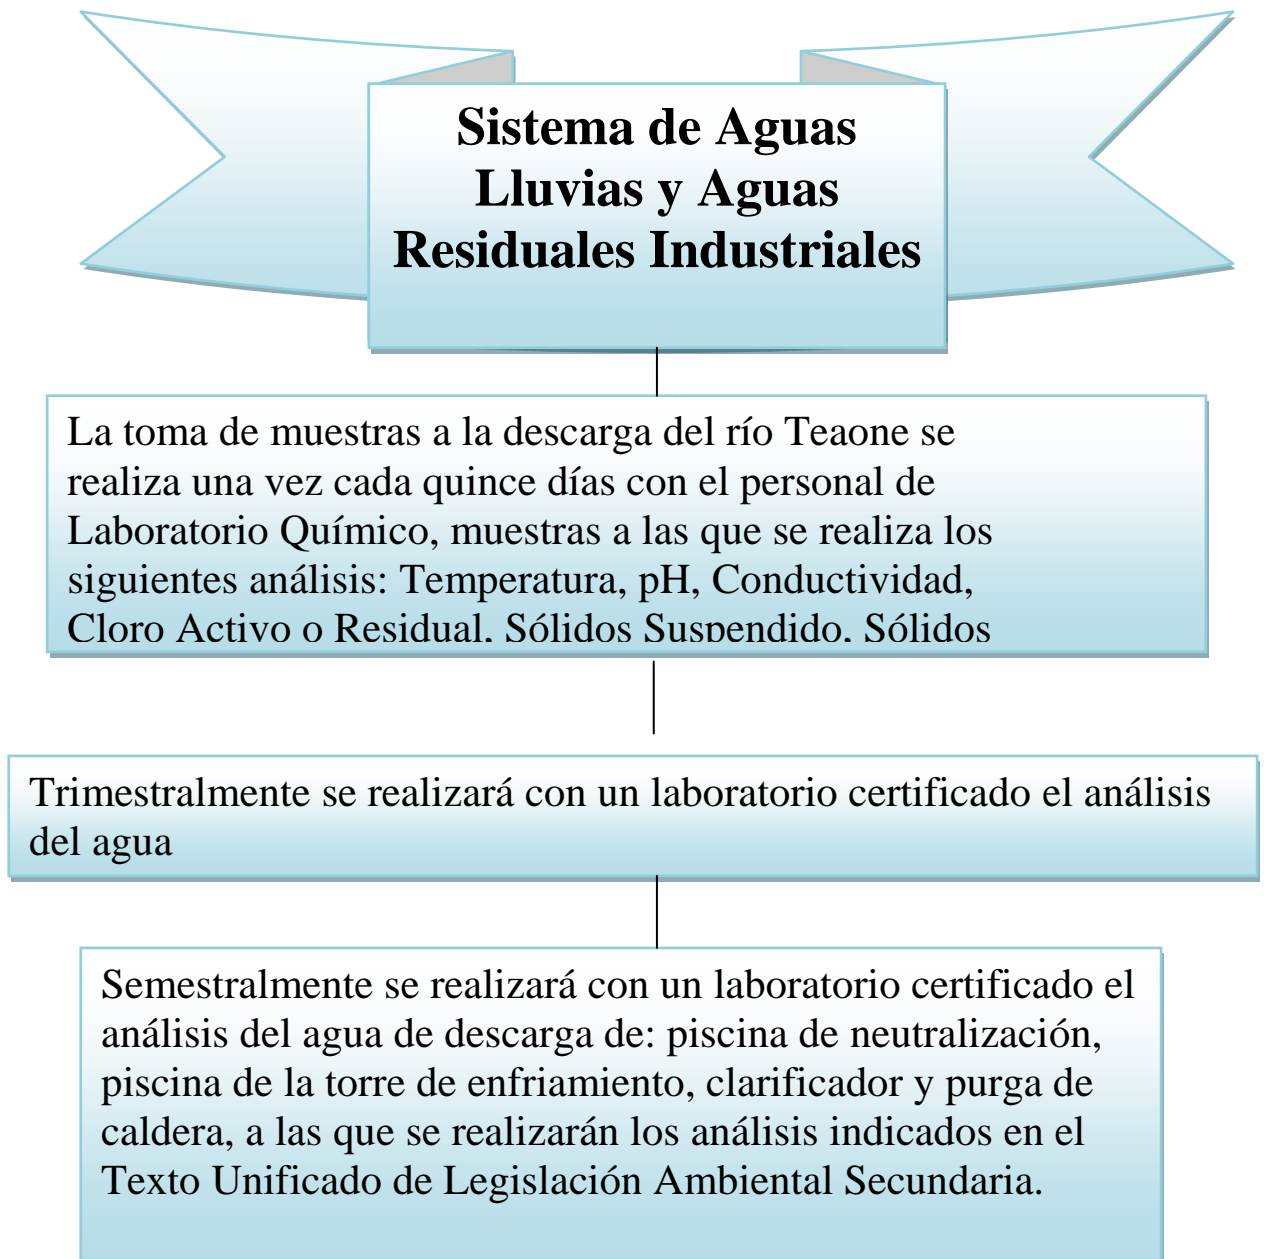 Sistema de Aguas
Lluvias y Aguas
Residuales Industriales
La toma de muestras a la descarga del río Teaone se
realiza una vez cada quince días con el personal de
Laboratorio Químico, muestras a las que se realiza los
siguientes análisis: Temperatura, pH, Conductividad,
Cloro Activo o Residual, Sólidos Suspendido, Sólidos
Trimestralmente se realizará con un laboratorio certificado el análisis
del agua
Semestralmente se realizará con un laboratorio certificado el
análisis del agua de descarga de: piscina de neutralización,
piscina de la torre de enfriamiento, clarificador y purga de
caldera, a las que se realizarán los análisis indicados en el
Texto Unificado de Legislación Ambiental Secundaria.